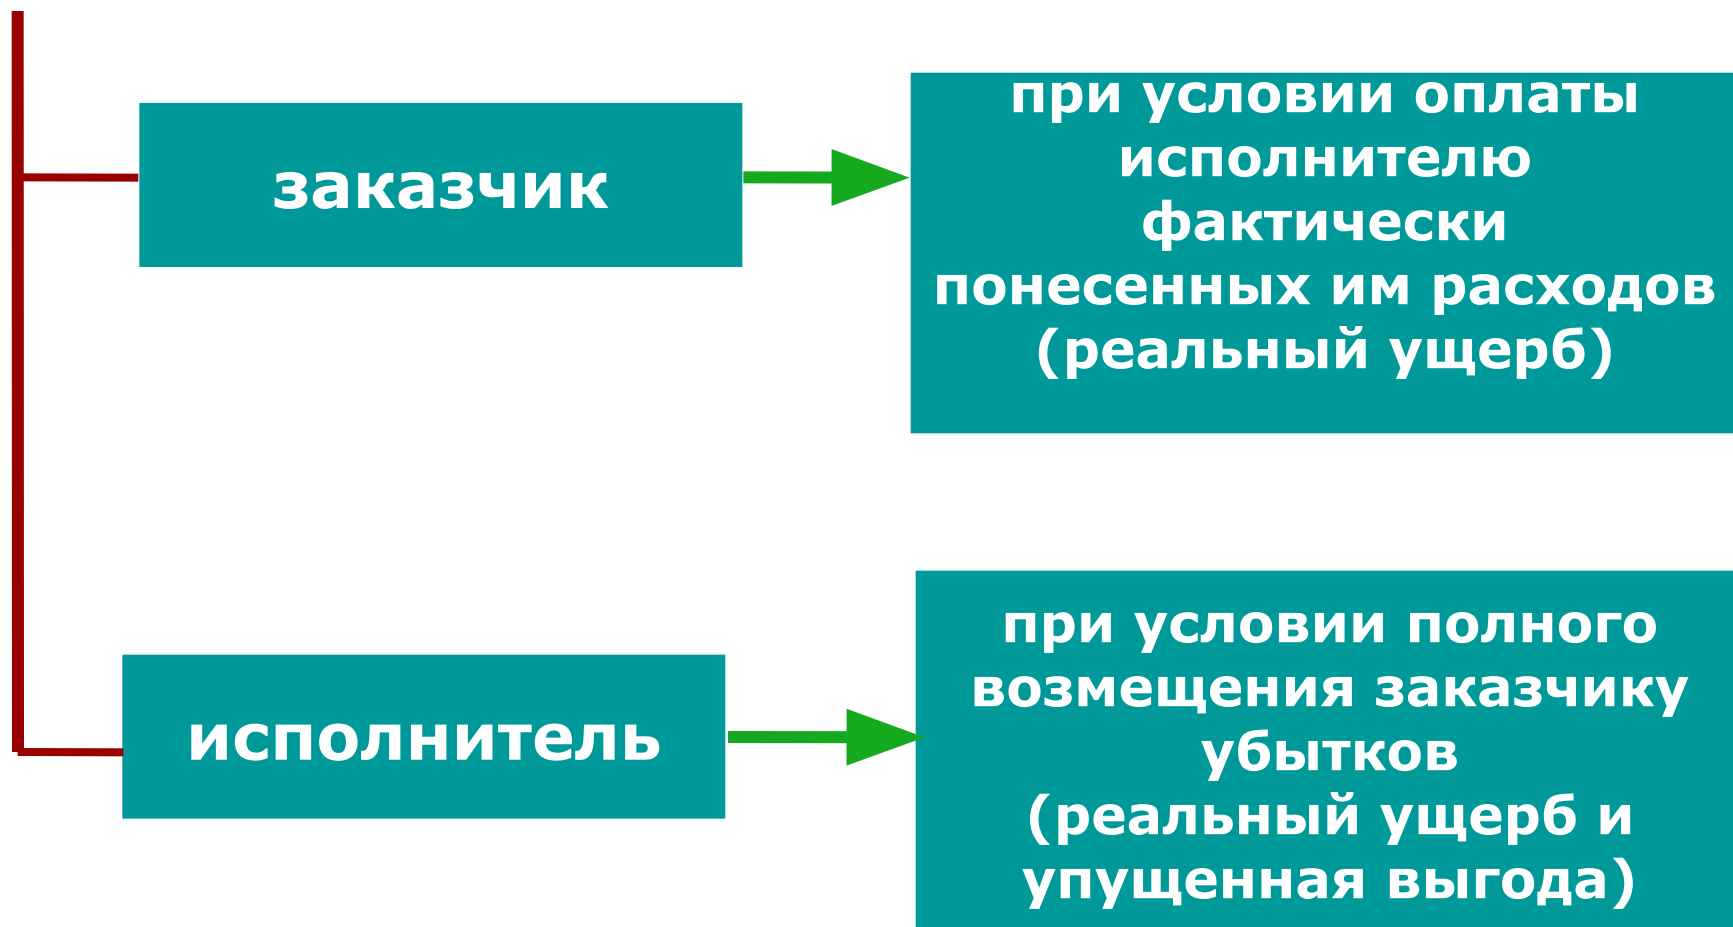 заказчик
при условии оплаты
исполнителю
фактически
понесенных им расходов
(реальный ущерб)
исполнитель
при условии полного
возмещения заказчику
убытков
(реальный ущерб и
упущенная выгода)